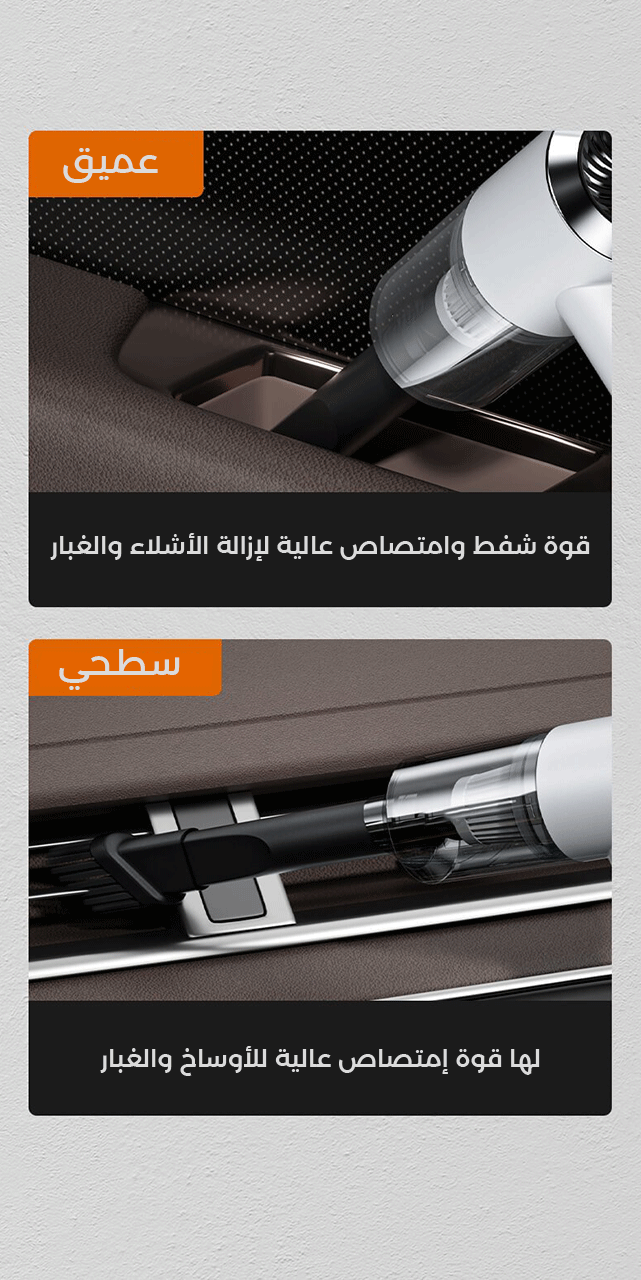 عميق
قوة شفط وامتصاص عالية لإزالة الأشلاء والغبار
سطحي
لها قوة إمتصاص عالية للأوساخ والغبار